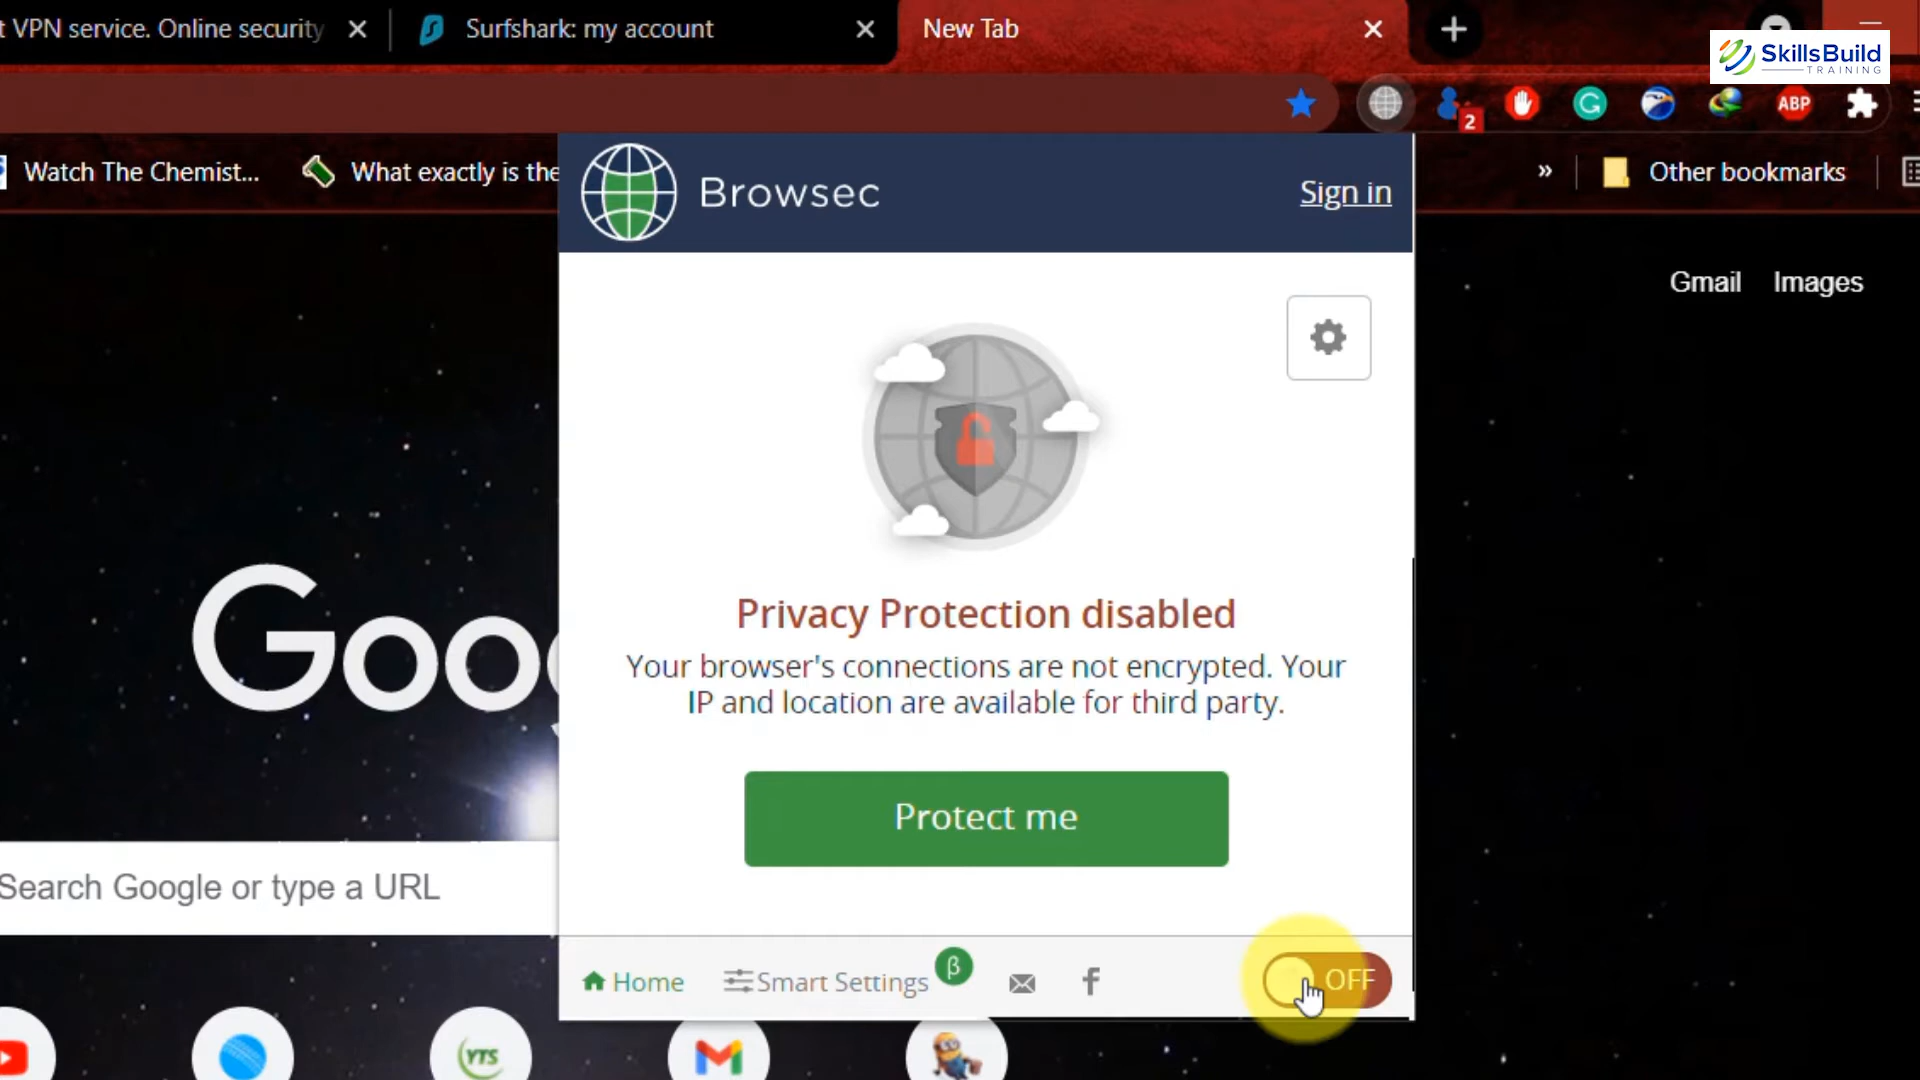 t VPN service. Online security
Surfshark: my account
New Tab
SkillsBuild
TRAINING
2
G
ABP
Watch The Chemist...
What exactly is the
»
Other bookmarks
Browsec
Sign in
Gmail Images
Privacy Protection disabled
Your browser's connections are not encrypted. Your
IP and location are available for third party.
Goo
Protect me
Search Google or type a URL
Home
Smart Settings
β
f
OFF
YTS
M